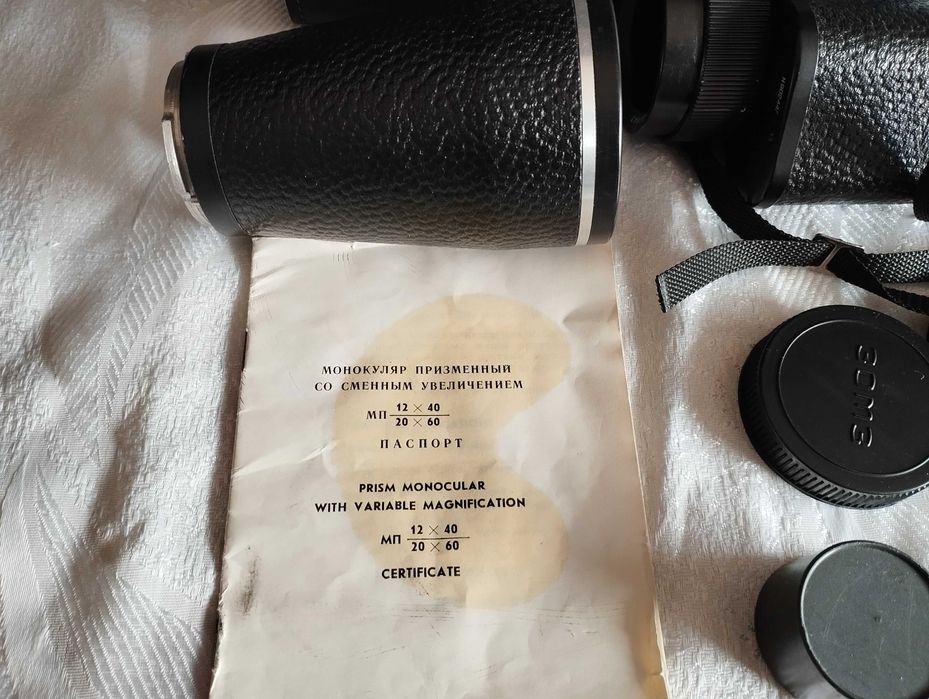 МОНОКУЛЯР ПРИЗМЕННЫЙ
СО СМЕННЫМ УВЕЛИЧЕНИЕМ
МП 12 × 40
20 × 60
ПАСПОРТ
PRISM MONOCULAR
WITH VARIABLE MAGNIFICATION
МП 12 × 40
20 × 60
CERTIFICATE
ЗОМЗ